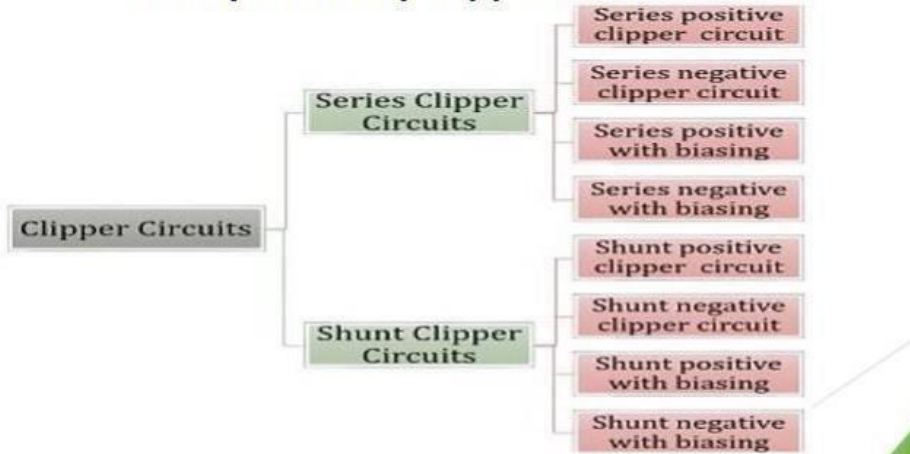 Series positive
clipper circuit
Series negative
clipper circuit
Series Clipper
Circuits
Series positive
with biasing
Series negative
with biasing
Clipper Circuits
Shunt positive
clipper circuit
Shunt negative
clipper circuit
Shunt Clipper
Circuits
Shunt positive
with biasing
Shunt negative
with biasing